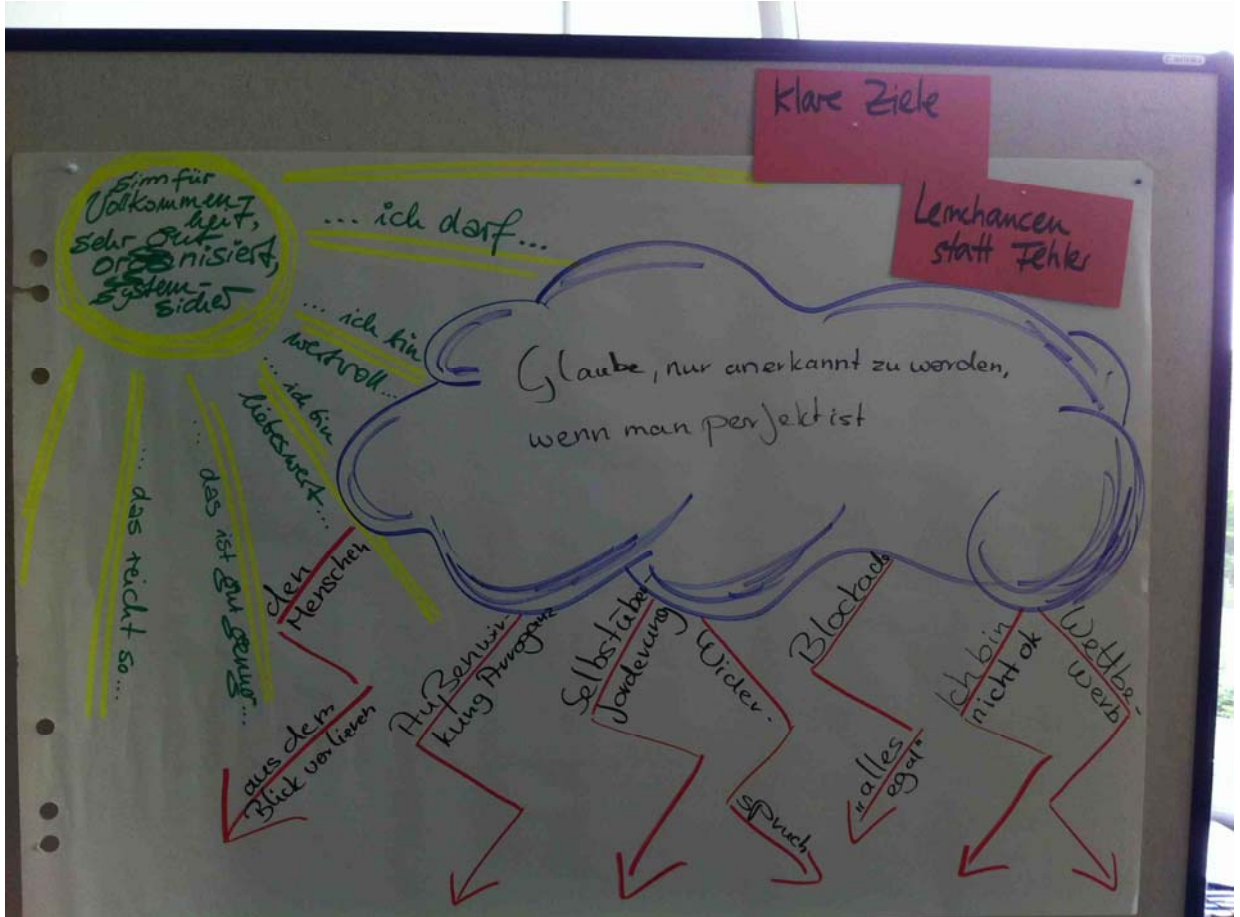 klare Ziele
Lernchancen
statt Fehler
Sinn für
Vollkommen-
heit,
sehr gut
organisiert,
system-
sicher
... ich darf...
... ich bin
wertvoll...
... ich bin
liebeswert...
... das ist gut genug...
... das reicht so...
Glaube, nur anerkannt zu werden,
wenn man perfekt ist
den
Menschen
aus dem
Blick verlieren
Außenwir-
kung Arroganz
Selbstüber-
forderung
Wider-
spruch
Blockade
"alles
egal"
Ich bin
nicht ok
Wettbe-
werb